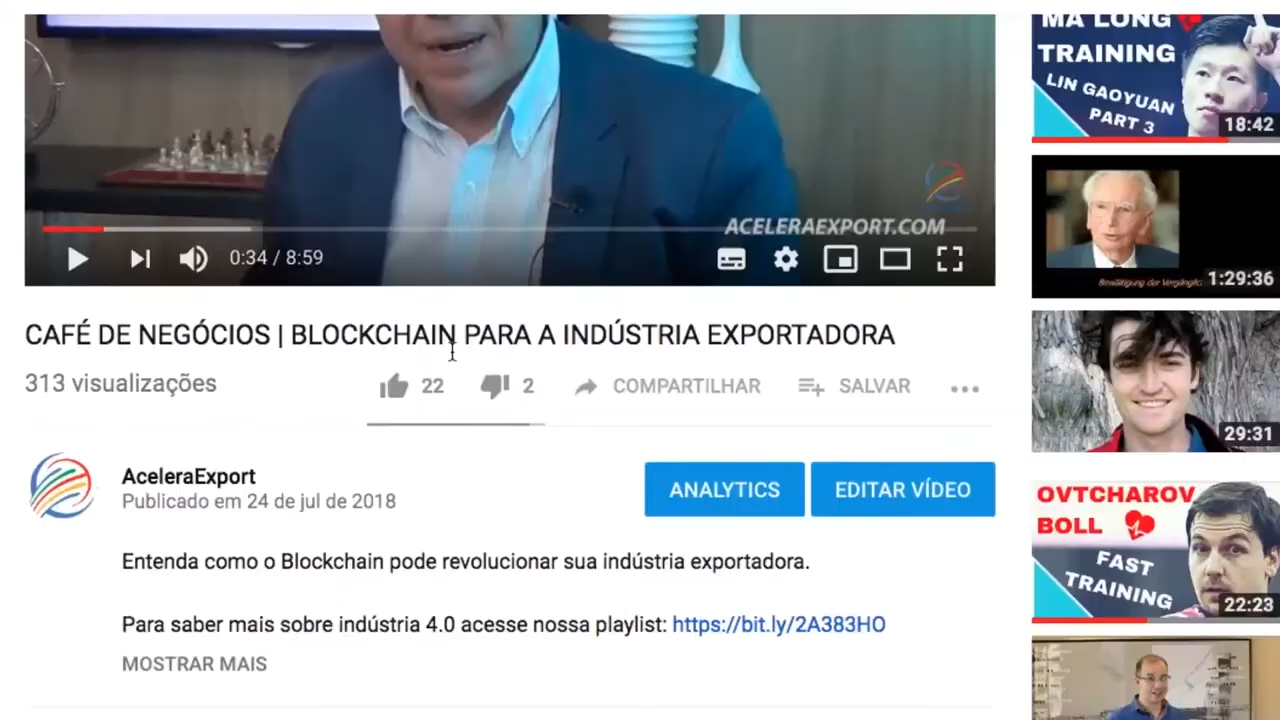 ACELERAEXPORT.COM
0:34 / 8:59
CAFÉ DE NEGÓCIOS | BLOCKCHAIN PARA A INDÚSTRIA EXPORTADORA
313 visualizações
22
2
COMPARTILHAR
SALVAR
AceleraExport
Publicado em 24 de jul de 2018
ANALYTICS
EDITAR VÍDEO
Entenda como o Blockchain pode revolucionar sua indústria exportadora.
Para saber mais sobre indústria 4.0 acesse nossa playlist: https://bit.ly/2A383HO
MOSTRAR MAIS
MA LONG
TRAINING
LIN GAOYUAN
PART 3
18:42
Bewältigung der
1:29:36
29:31
OVTCHAROV
BOLL
FAST
TRAINING
22:23